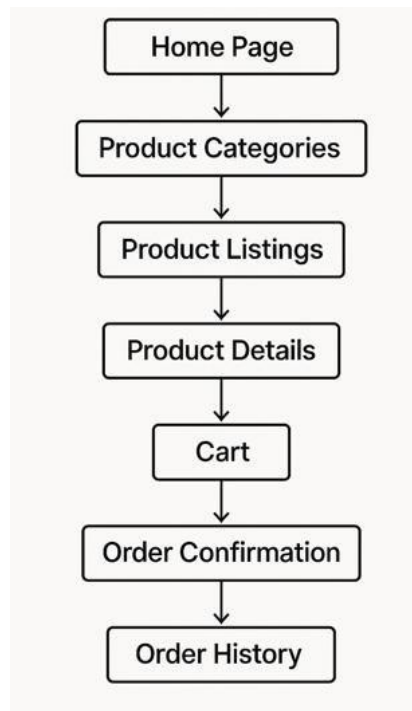 Home Page
Product Categories
Product Listings
Product Details
Cart
Order Confirmation
Order History